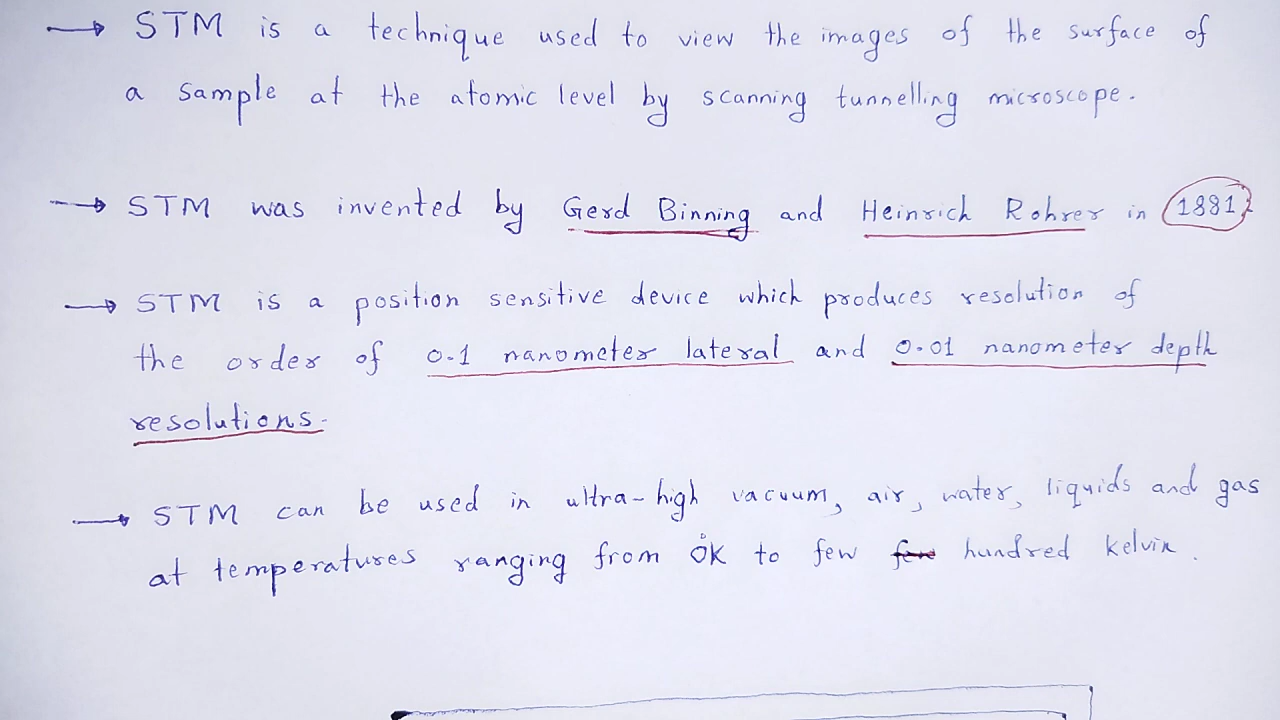 → STM is a technique used to view the images of the surface of
a sample at the atomic level by scanning tunnelling microscope.
→ STM was invented by Gerd Binning and Heinrich Rohrer in 1981
→ STM is a position sensitive device which produces resolution of
the order of 0.1 nanometer lateral and 0.01 nanometer depth
resolutions.
→ STM can be used in ultra-high vacuum, air, water, liquids and gas
at temperatures ranging from 0°K to few few hundred kelvin.